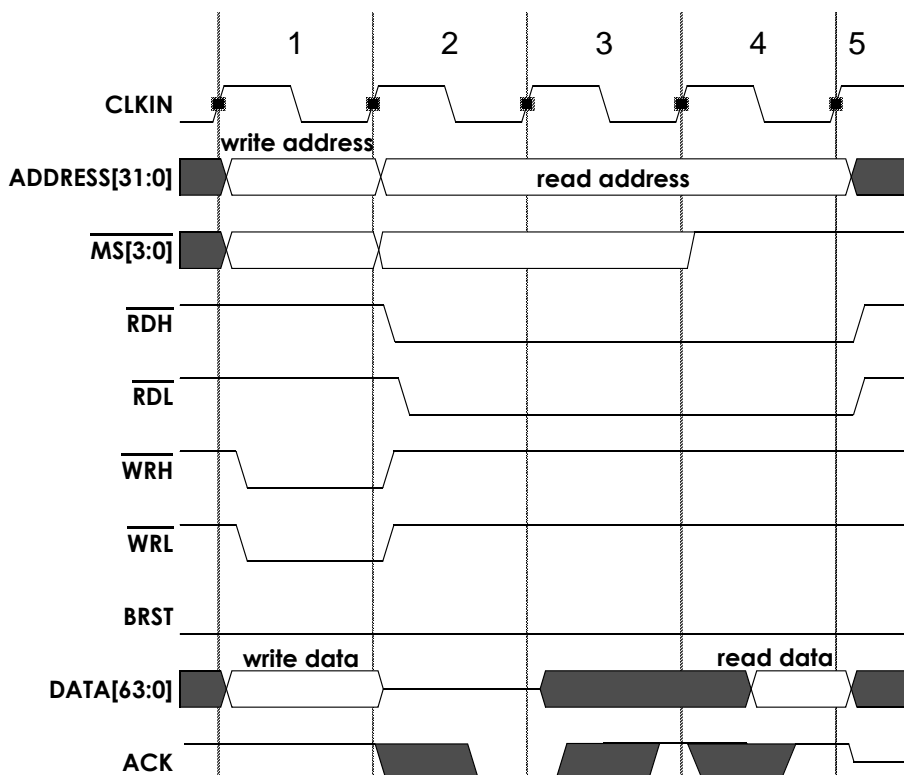 1 2 3 4 5
CLKIN
write address
ADDRESS[31:0] read address
MS[3:0]
RDH
RDL
WRH
WRL
BRST
write data read data
DATA[63:0]
ACK